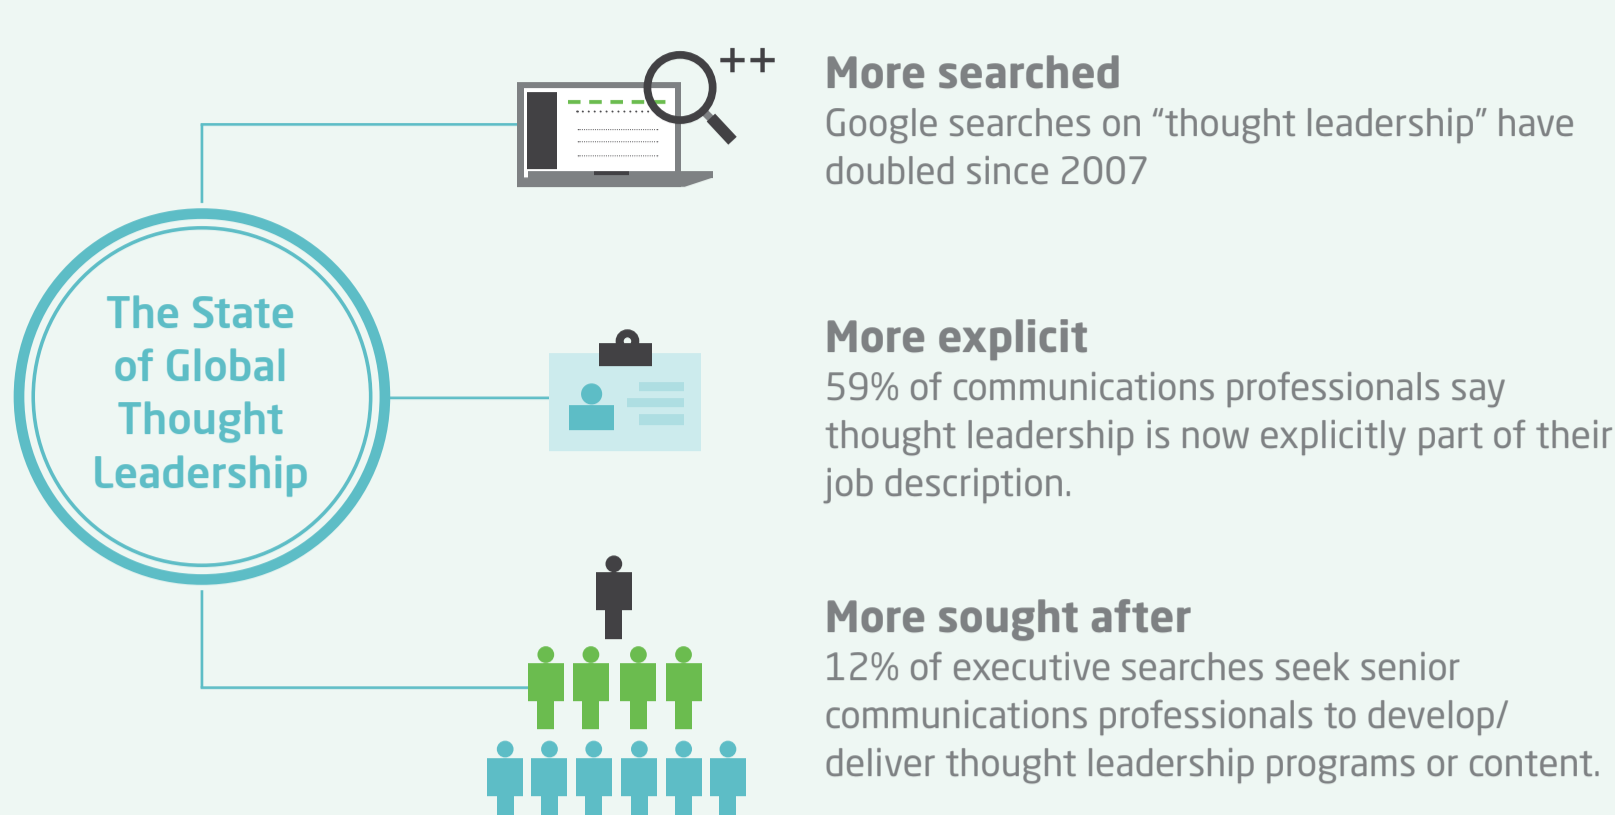 The State
of Global
Thought
Leadership
++
More searched
Google searches on “thought leadership” have
doubled since 2007
More explicit
59% of communications professionals say
thought leadership is now explicitly part of their
job description.
More sought after
12% of executive searches seek senior
communications professionals to develop/
deliver thought leadership programs or content.